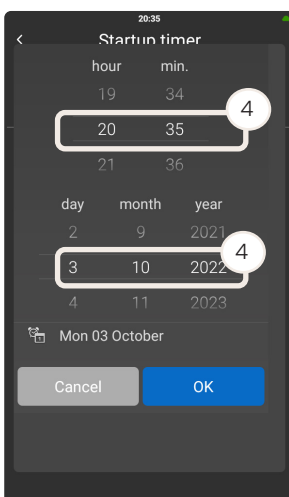 20:35
< Startup timer
hour min.
19 34
20 35
4
21 36
day month year
2 9 2021
4
3 10 2022
4 11 2023
Mon 03 October
Cancel OK